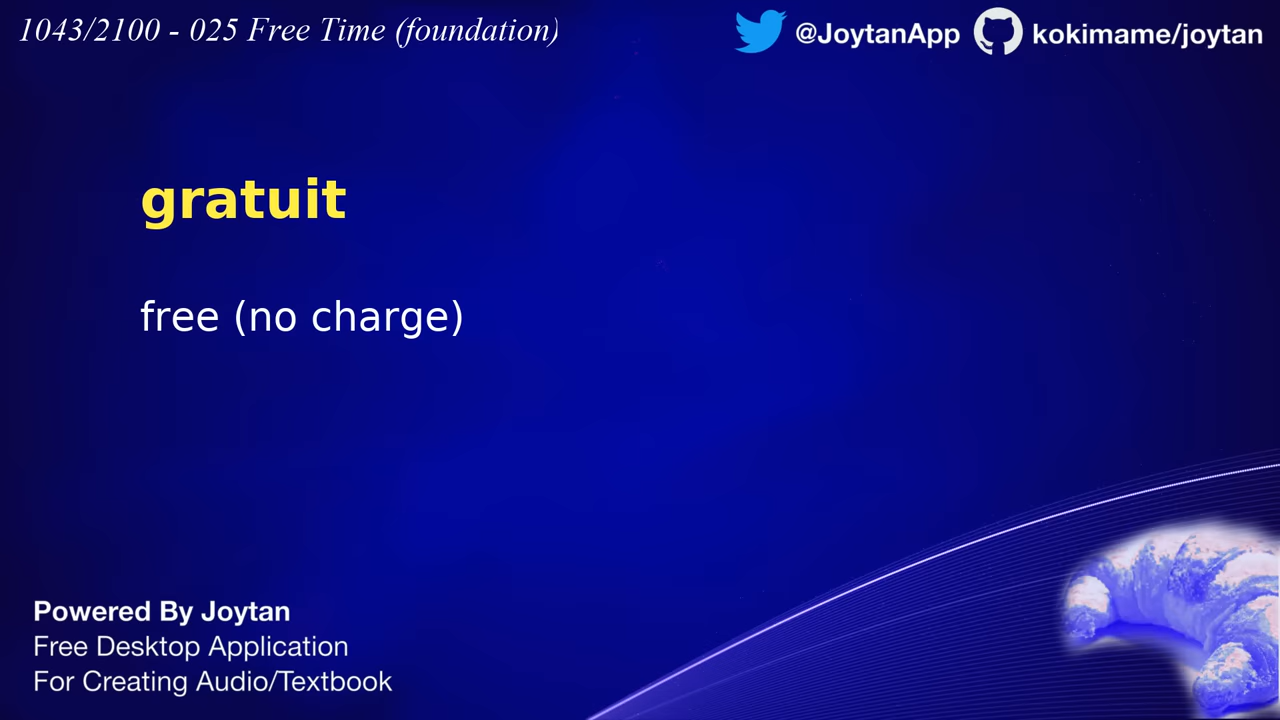 1043/2100 - 025 Free Time (foundation)
@JoytanApp
kokimame/joytan
gratuit
free (no charge)
Powered By Joytan
Free Desktop Application
For Creating Audio/Textbook